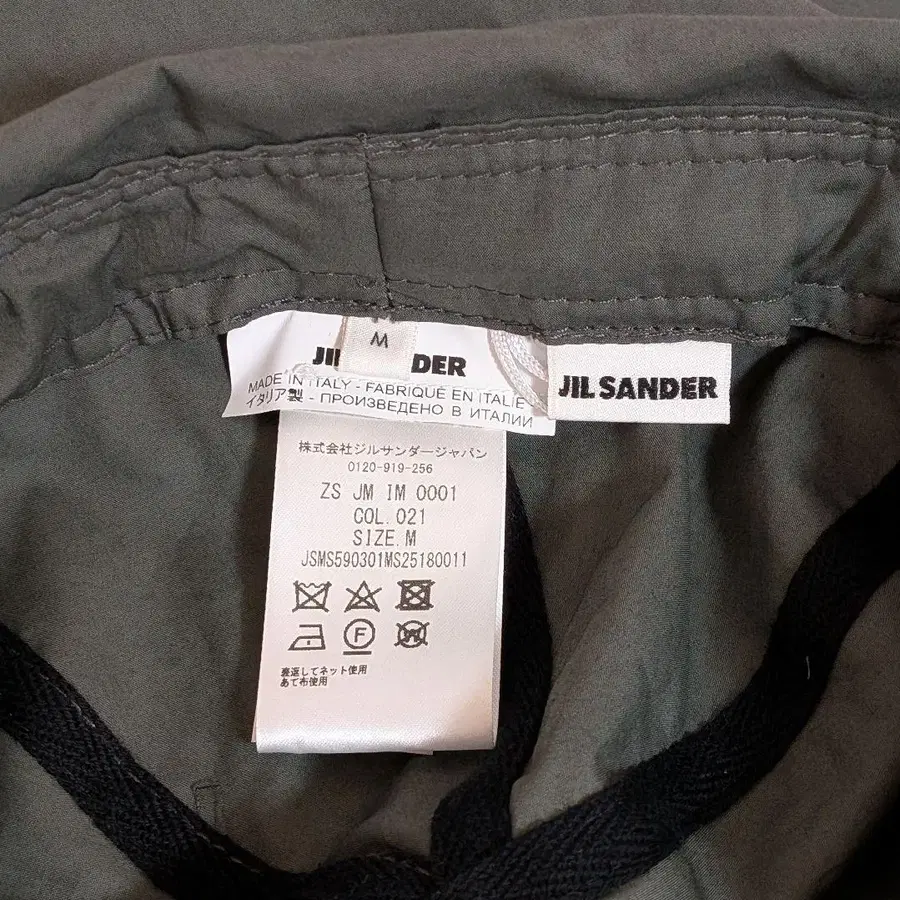 M
JIL
DER
MADE IN ITALY - FABRIQUÉ EN ITALIE
イタリア製 - ПРОИЗВЕДЕНО В ИТАЛИИ
JIL SANDER
株式会社ジルサンダージャパン
0120-919-256
ZS JM IM 0001
COL. 021
SIZE. M
JSMS590301MS25180011
F
W
裏返してネット使用
あて布使用